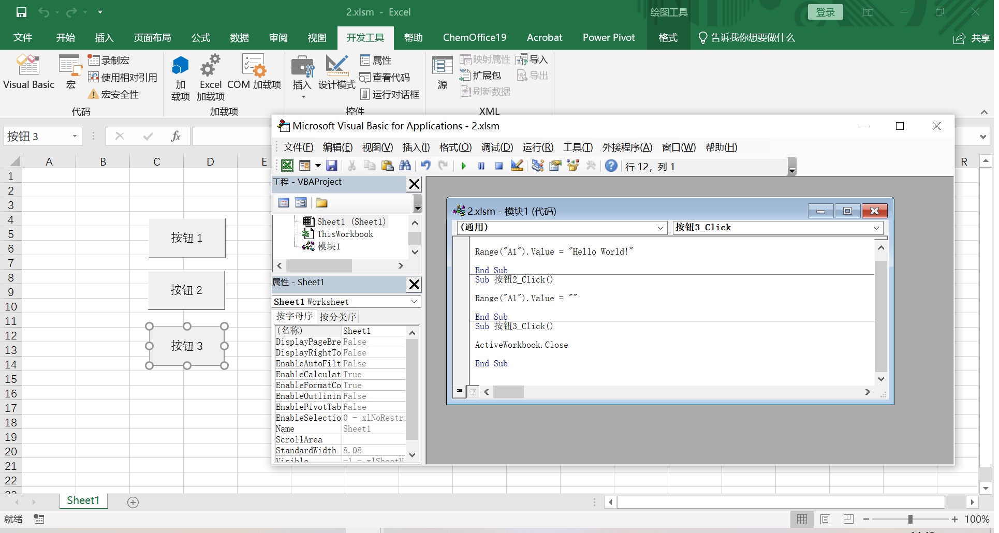 2.xlsm - Excel
绘图工具
登录
文件 开始 插入 页面布局 公式 数据 审阅 视图 开发工具 帮助 ChemOffice19 Acrobat Power Pivot 格式 告诉我你想要做什么 共享
Visual Basic
宏
录制宏
使用相对引用
宏安全性
代码
加
载项
Excel
加载项
COM 加载项
加载项
插入
设计模式
属性
查看代码
运行对话框
控件
源
映射属性
扩展包
刷新数据
导入
导出
XML
按钮 3
fx
A B C D E R
1
2
3
4
5
6
7
8
9
10
11
12
13
14
15
16
17
18
19
20
21
22
按钮 1
按钮 2
按钮 3
Microsoft Visual Basic for Applications - 2.xlsm
文件(F) 编辑(E) 视图(V) 插入(I) 格式(O) 调试(D) 运行(R) 工具(T) 外接程序(A) 窗口(W) 帮助(H)
行 12，列 1
工程 - VBAProject
Sheet1 (Sheet1)
ThisWorkbook
模块1
属性 - Sheet1
Sheet1 Worksheet
按字母序 按分类序
(名称) Sheet1
DisplayPageBre False
DisplayRightTo False
EnableAutoFilt False
EnableCalculat True
EnableFormatCo True
EnableOutlinin False
EnablePivotTab False
EnableSelectio 0 - xlNoRestri
Name Sheet1
ScrollArea
StandardWidth 8.08
Visible -1 - xlSheetVi
2.xlsm - 模块1 (代码)
(通用) 按钮3_Click
Range("A1").Value = "Hello World!"
End Sub
Sub 按钮2_Click()
Range("A1").Value = ""
End Sub
Sub 按钮3_Click()
ActiveWorkbook.Close
End Sub
Sheet1
就绪
100%